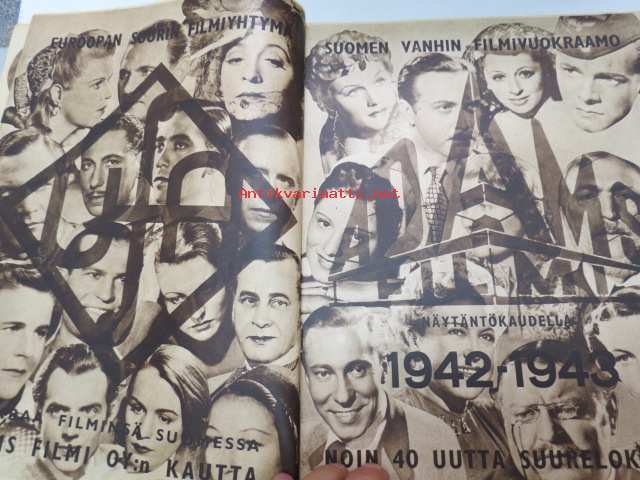 EUROOPAN SUURIN FILMIYHTYMÄ
UFA
FILMINSÄ SUOMESSA
FILMI OY:n KAUTTA
SUOMEN VANHIN FILMIVUOKRAAMO
ADAMS
FILMI
NÄYTÄNTÖKAUDELLA
1942-1943
NOIN 40 UUTTA SUURELOK
Antikvariaatti.net